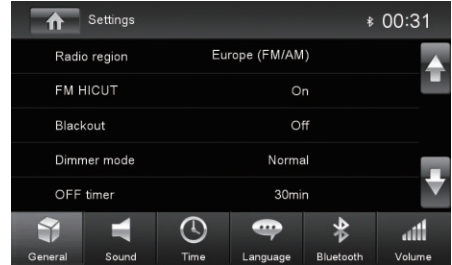 Settings 00:31
Radio region Europe (FM/AM)
FM HICUT On
Blackout Off
Dimmer mode Normal
OFF timer 30min
General Sound Time Language Bluetooth Volume